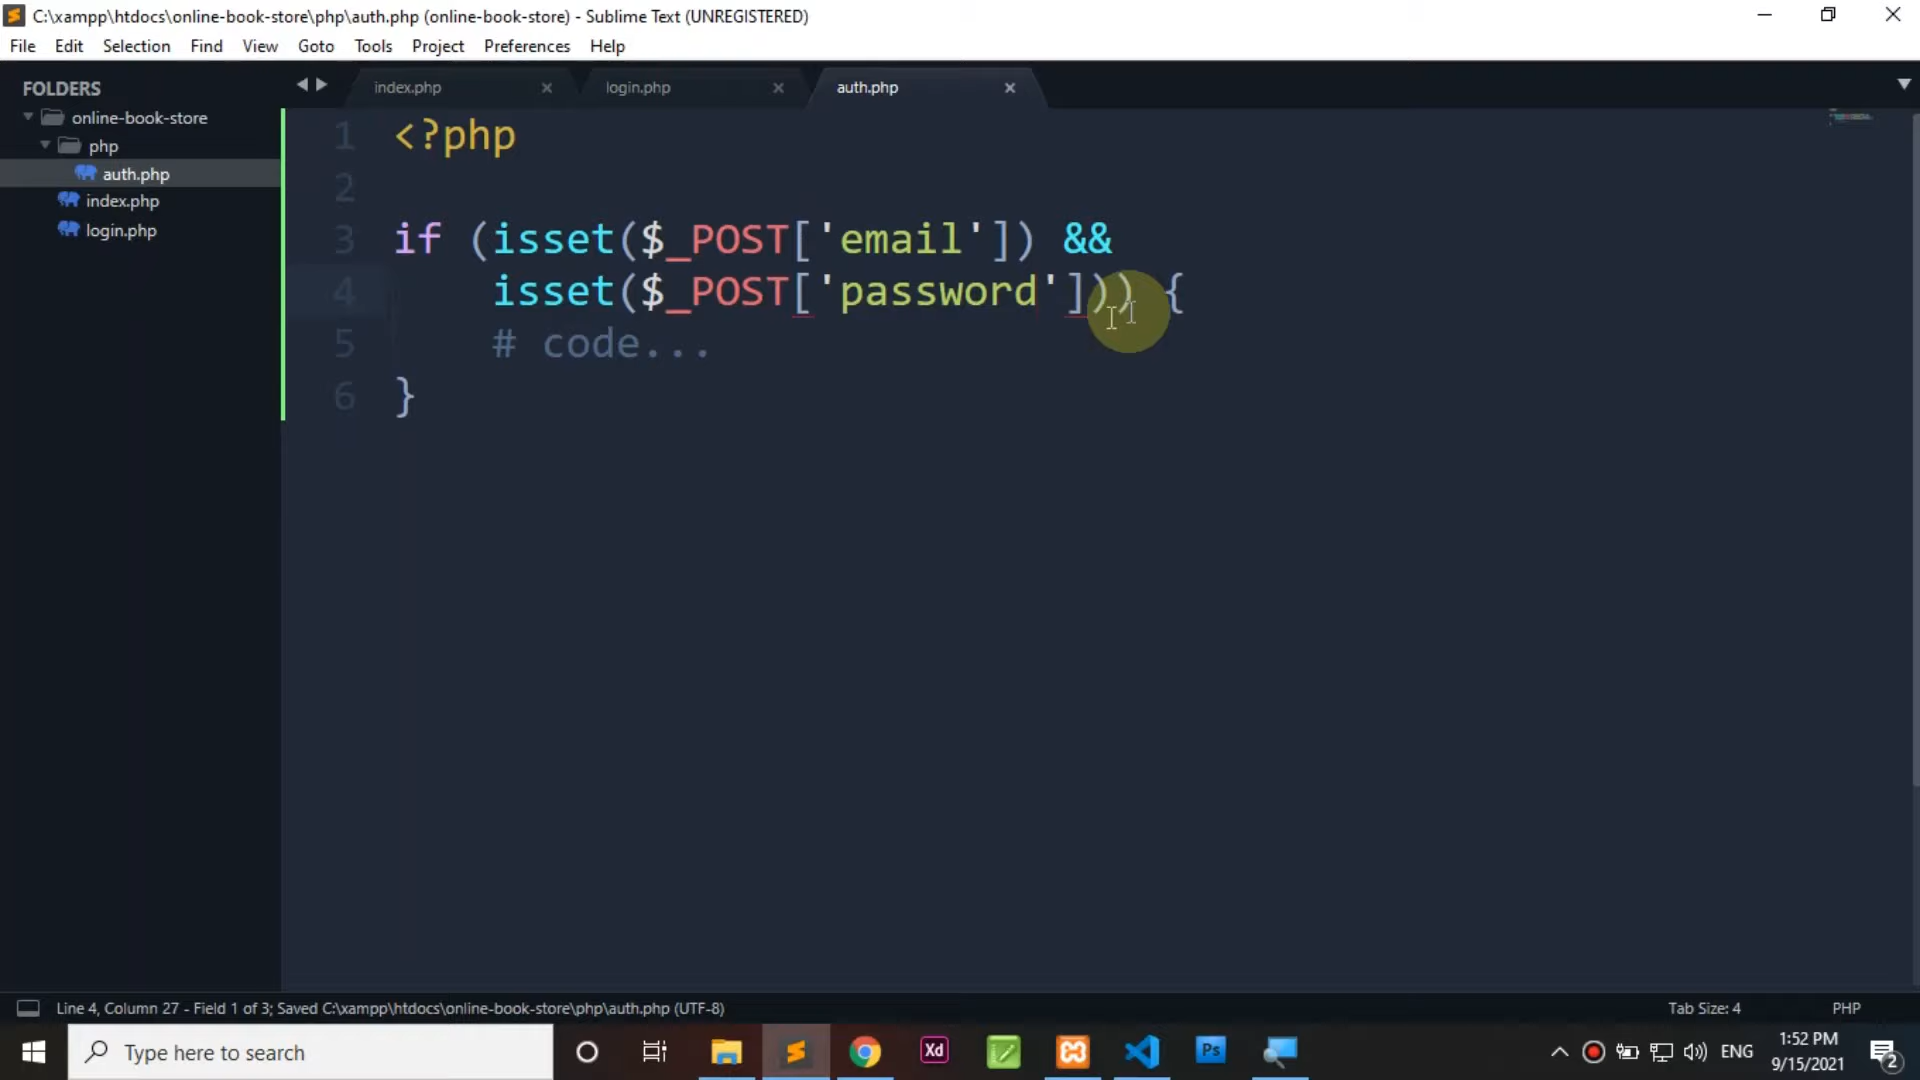 C:\xampp\htdocs\online-book-store\php\auth.php (online-book-store) - Sublime Text (UNREGISTERED)
File Edit Selection Find View Goto Tools Project Preferences Help
FOLDERS
online-book-store
php
auth.php
index.php
login.php
index.php login.php auth.php
1 <?php
2
3 if (isset($_POST['email']) &&
4 isset($_POST['password'])) {
5 # code...
6 }
Line 4, Column 27 - Field 1 of 3; Saved C:\xampp\htdocs\online-book-store\php\auth.php (UTF-8) Tab Size: 4 PHP
Type here to search
Xd
Ps
ENG
1:52 PM
9/15/2021
2